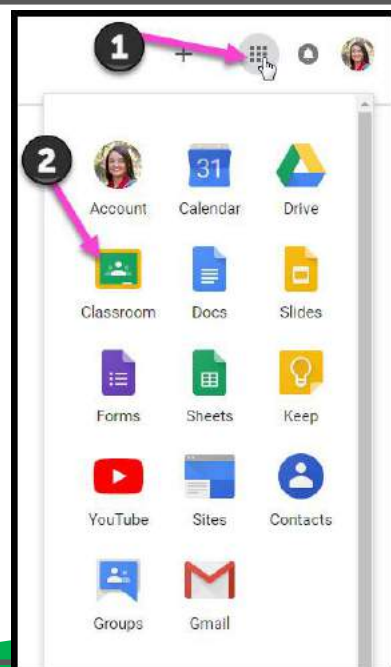 1
+
2
31
Account Calendar Drive
Classroom Docs Slides
Forms Sheets Keep
YouTube Sites Contacts
Groups Gmail